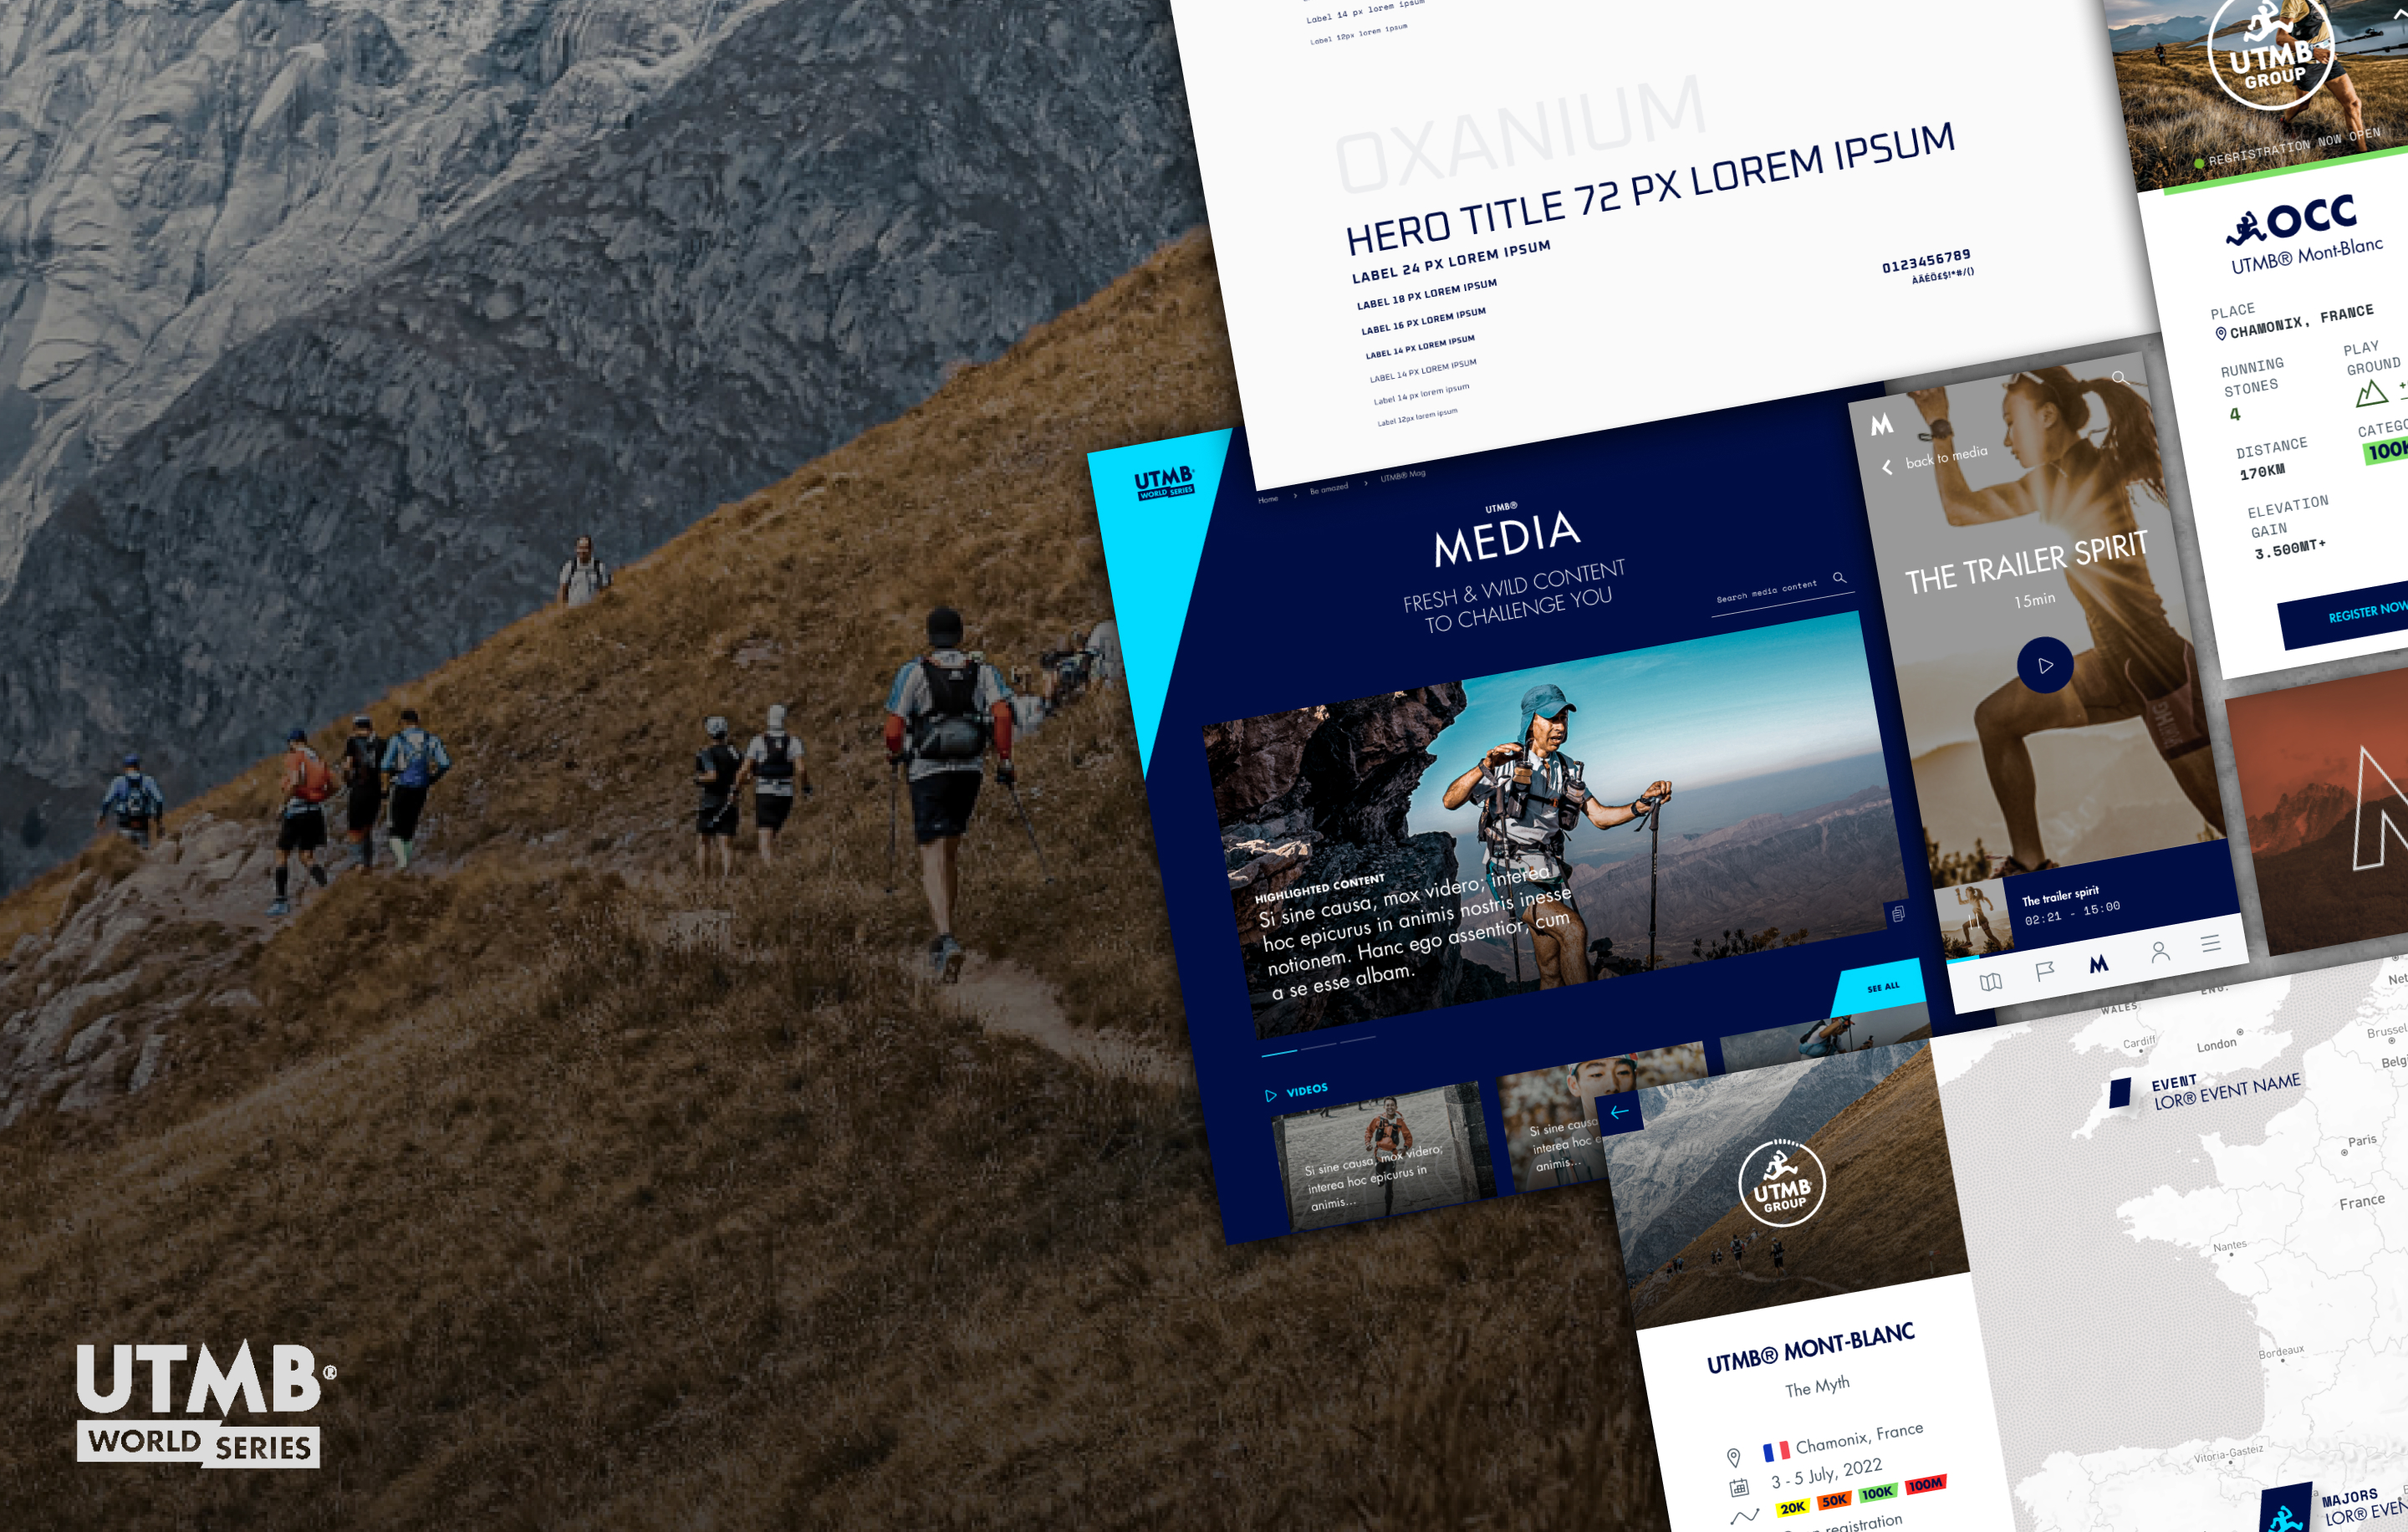 Label 14 px lorem ipsum
Label 12px lorem ipsum
OXANIUM
HERO TITLE 72 PX LOREM IPSUM
LABEL 24 PX LOREM IPSUM
LABEL 18 PX LOREM IPSUM
LABEL 16 PX LOREM IPSUM
LABEL 14 PX LOREM IPSUM
LABEL 14 PX LOREM IPSUM
Label 14 px lorem ipsum
Label 12px lorem ipsum
0123456789
UTMB
GROUP
REGRISTRATION NOW OPEN
OCC
UTMB® Mont-Blanc
PLACE
CHAMONIX, FRANCE
RUNNING
STONES
4
PLAY
GROUND
DISTANCE
170KM
ELEVATION
GAIN
3.500MT+
REGISTER NOW
UTMB®
WORLD SERIES
Home > Be amazed > UTMB® Mag
UTMB®
MEDIA
FRESH & WILD CONTENT
TO CHALLENGE YOU
Search media content
HIGHLIGHTED CONTENT
Si sine causa, mox videro; interea
hoc epicurus in animis nostris inesse
notionem. Hanc ego assentior, cum
a se esse albam.
SEE ALL
VIDEOS
Si sine causa, mox videro;
interea hoc epicurus in
animis...
Si sine causa
interea hoc
animis...
M
back to media
THE TRAILER SPIRIT
15min
The trailer spirit
02:21 - 15:00
M
UTMB
GROUP
UTMB® MONT-BLANC
The Myth
Chamonix, France
3 - 5 July, 2022
20K 50K 100K 100M
registration
WALES
ENG.
Cardiff
London
EVENT
LOR® EVENT NAME
Paris
France
Nantes
Bordeaux
Vitoria-Gasteiz
MAJORS
LOR®
UTMB®
WORLD SERIES